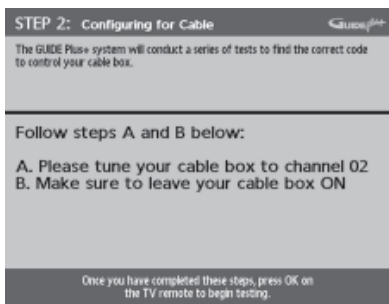 STEP 2: Configuring for Cable
GUIDE Plus+
The GUIDE Plus+ system will conduct a series of tests to find the correct code
to control your cable box.
Follow steps A and B below:
A. Please tune your cable box to channel 02
B. Make sure to leave your cable box ON
Once you have completed these steps, press OK on
the TV remote to begin testing.